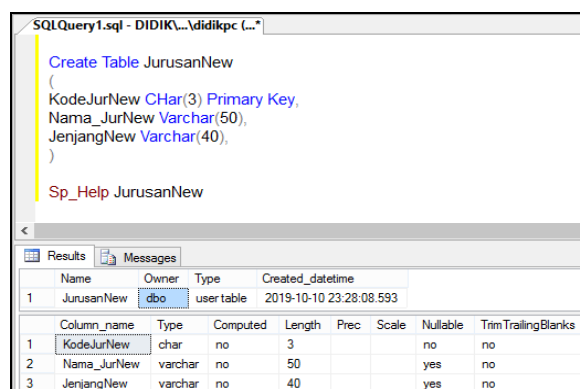 SQLQuery1.sql - DIDIK\...\didikpc (...*
Create Table JurusanNew
(
KodeJurNew CHar(3) Primary Key,
Nama_JurNew Varchar(50),
JenjangNew Varchar(40),
)
Sp_Help JurusanNew
Results Messages
Name Owner Type Created_datetime
1 JurusanNew dbo user table 2019-10-10 23:28:08.593
Column_name Type Computed Length Prec Scale Nullable TrimTrailingBlanks
1 KodeJurNew char no 3 no no
2 Nama_JurNew varchar no 50 yes no
3 JenjangNew varchar no 40 yes no